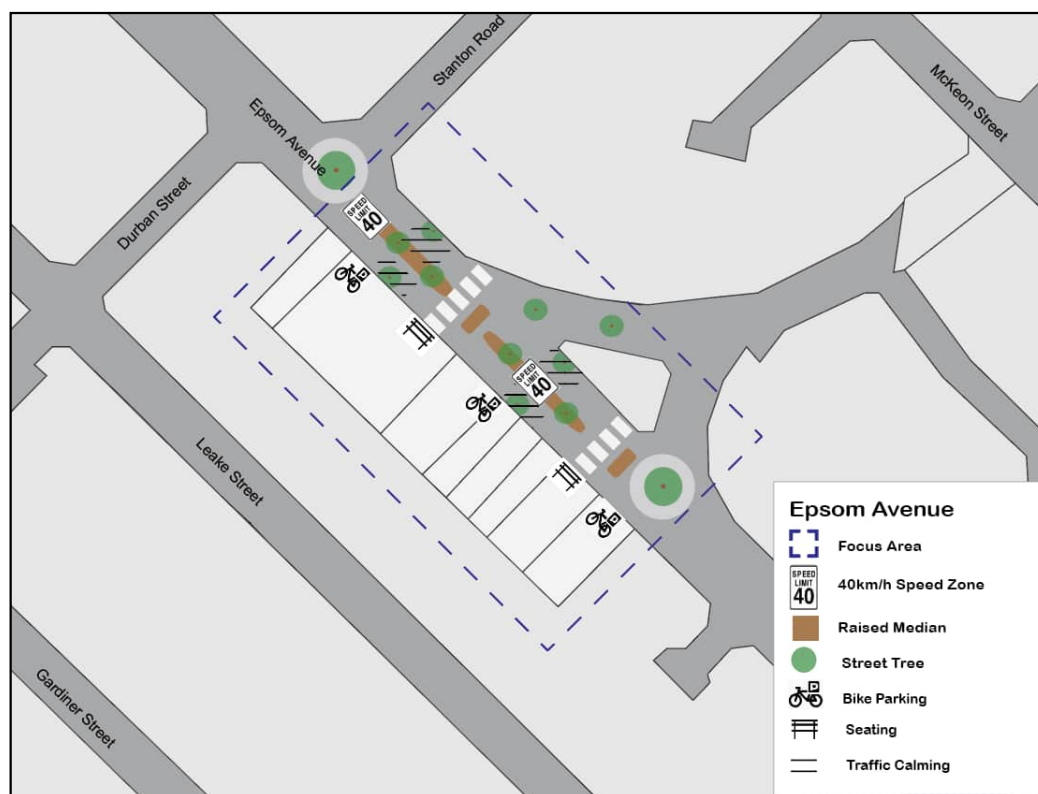 Stanton Road
McKeon Street
Epsom Avenue
Durban Street
SPEED
LIMIT
40
SPEED
LIMIT
40
Leake Street
Gardiner Street
Epsom Avenue
Focus Area
SPEED
LIMIT
40
40km/h Speed Zone
Raised Median
Street Tree
Bike Parking
Seating
Traffic Calming